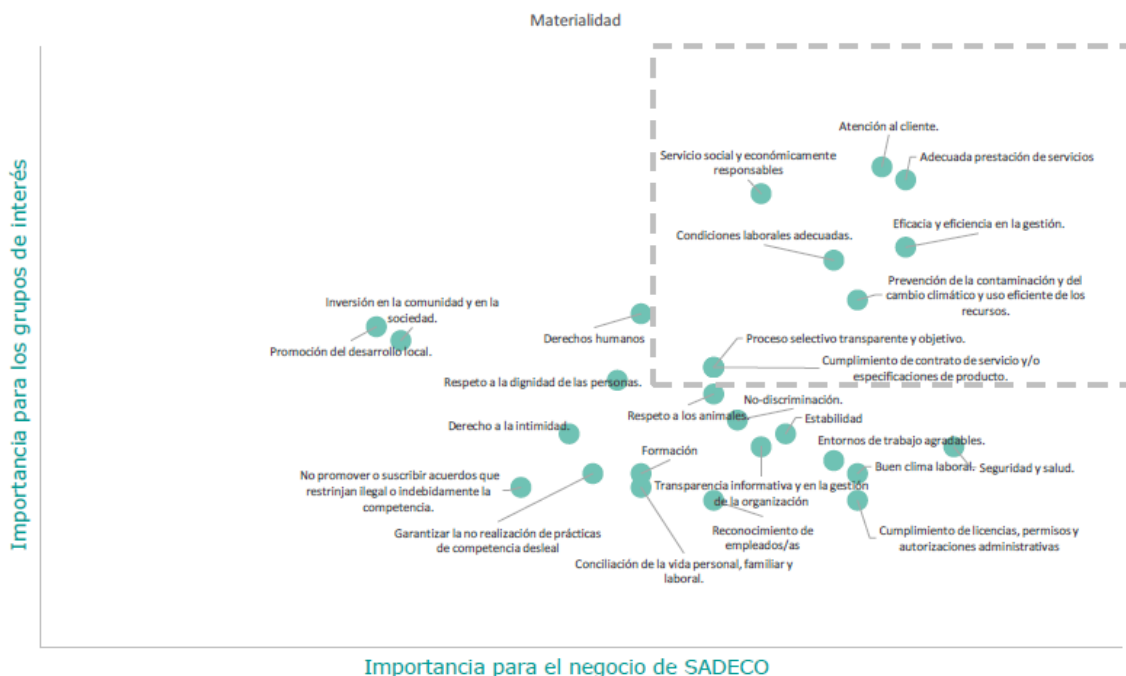 Materialidad
Importancia para los grupos de interés
Atención al cliente.
Servicio social y económicamente
responsables
Adecuada prestación de servicios
Condiciones laborales adecuadas.
Eficacia y eficiencia en la gestión.
Prevención de la contaminación y del
cambio climático y uso eficiente de los
recursos.
Inversión en la comunidad y en la
sociedad.
Promoción del desarrollo local.
Derechos humanos
Proceso selectivo transparente y objetivo.
Cumplimiento de contrato de servicio y/o
especificaciones de producto.
Respeto a la dignidad de las personas.
Respeto a los animales.
No-discriminación.
Estabilidad
Derecho a la intimidad.
Entornos de trabajo agradables.
Formación
Buen clima laboral.
Seguridad y salud.
No promover o suscribir acuerdos que
restrinjan ilegal o indebidamente la
competencia.
Transparencia informativa y en la gestión
de la organización
Garantizar la no realización de prácticas
de competencia desleal
Reconocimiento de
empleados/as
Cumplimiento de licencias, permisos y
autorizaciones administrativas
Conciliación de la vida personal, familiar y
laboral.
Importancia para el negocio de SADECO